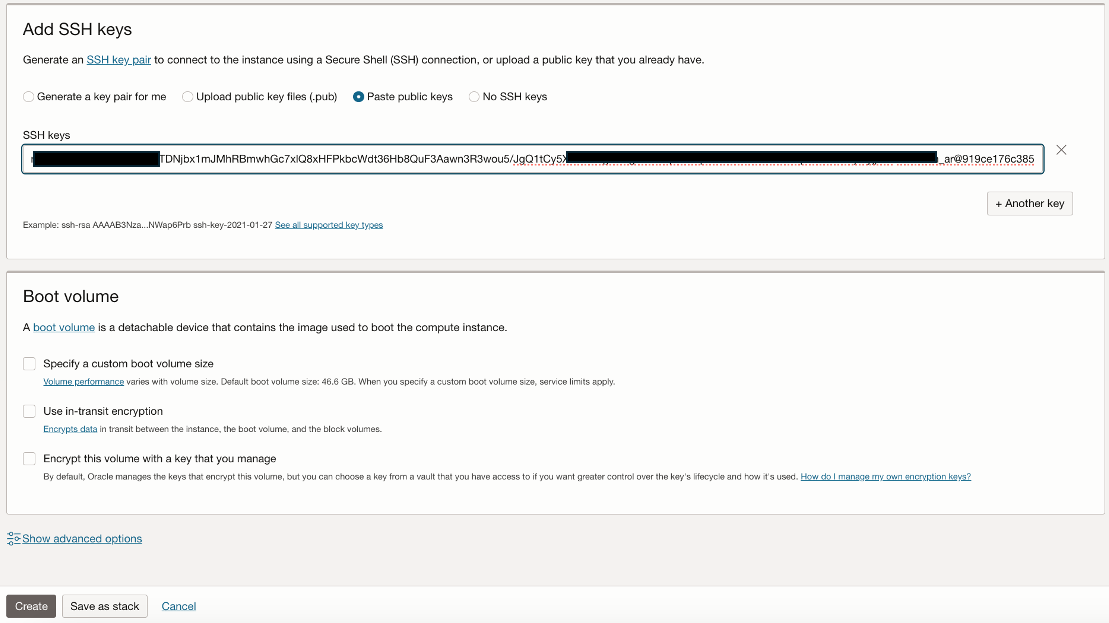 Add SSH keys
Generate an SSH key pair to connect to the instance using a Secure Shell (SSH) connection, or upload a public key that you already have.
Generate a key pair for me Upload public key files (.pub) Paste public keys No SSH keys
SSH keys
TDNjbx1mJMhRBmwhGc7xlQ8xHFPkbcWdt36Hb8QuF3Aawn3R3wou5/JgQ1tCy5X _ar@919ce176c385
+ Another key
Example: ssh-rsa AAAAB3Nza...NWap6Prb ssh-key-2021-01-27 See all supported key types
Boot volume
A boot volume is a detachable device that contains the image used to boot the compute instance.
Specify a custom boot volume size
Volume performance varies with volume size. Default boot volume size: 46.6 GB. When you specify a custom boot volume size, service limits apply.
Use in-transit encryption
Encrypts data in transit between the instance, the boot volume, and the block volumes.
Encrypt this volume with a key that you manage
By default, Oracle manages the keys that encrypt this volume, but you can choose a key from a vault that you have access to if you want greater control over the key's lifecycle and how it's used. How do I manage my own encryption keys?
Show advanced options
Create Save as stack Cancel